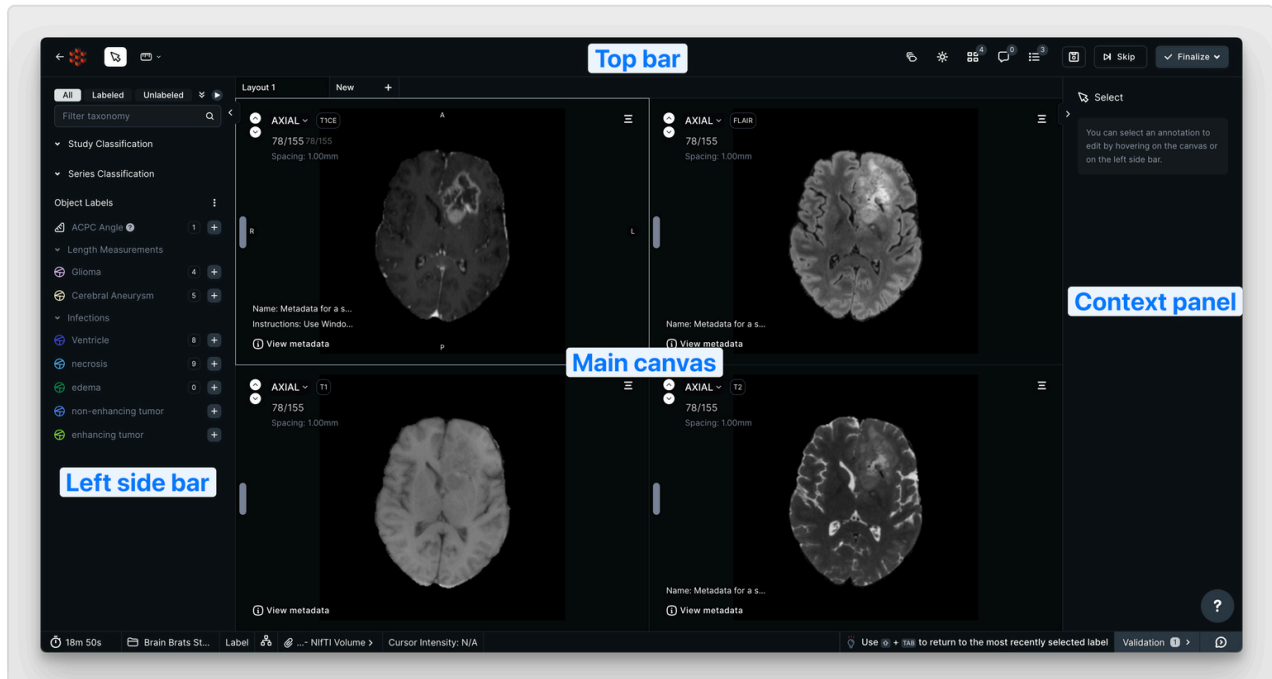 Top bar
4
0
3
Skip
Finalize
All Labeled Unlabeled
Filter taxonomy
Study Classification
Series Classification
Object Labels
ACPC Angle ? 1 +
Length Measurements
Glioma 4 +
Cerebral Aneurysm 5 +
Infections
Ventricle 8 +
necrosis 9 +
edema 0 +
non-enhancing tumor +
enhancing tumor +
Left side bar
Layout 1 New +
AXIAL T1CE
78/155 78/155
Spacing: 1.00mm
A
R
L
P
Name: Metadata for a s...
Instructions: Use Windo...
View metadata
AXIAL FLAIR
78/155
Spacing: 1.00mm
Name: Metadata for a s...
View metadata
Main canvas
AXIAL T1
78/155
Spacing: 1.00mm
View metadata
AXIAL T2
78/155
Spacing: 1.00mm
Name: Metadata for a s...
View metadata
Select
You can select an annotation to
edit by hovering on the canvas or
on the left side bar.
Context panel
?
18m 50s Brain Brats St... Label ...- NIfTI Volume > Cursor Intensity: N/A
Use + TAB to return to the most recently selected label Validation 1 >